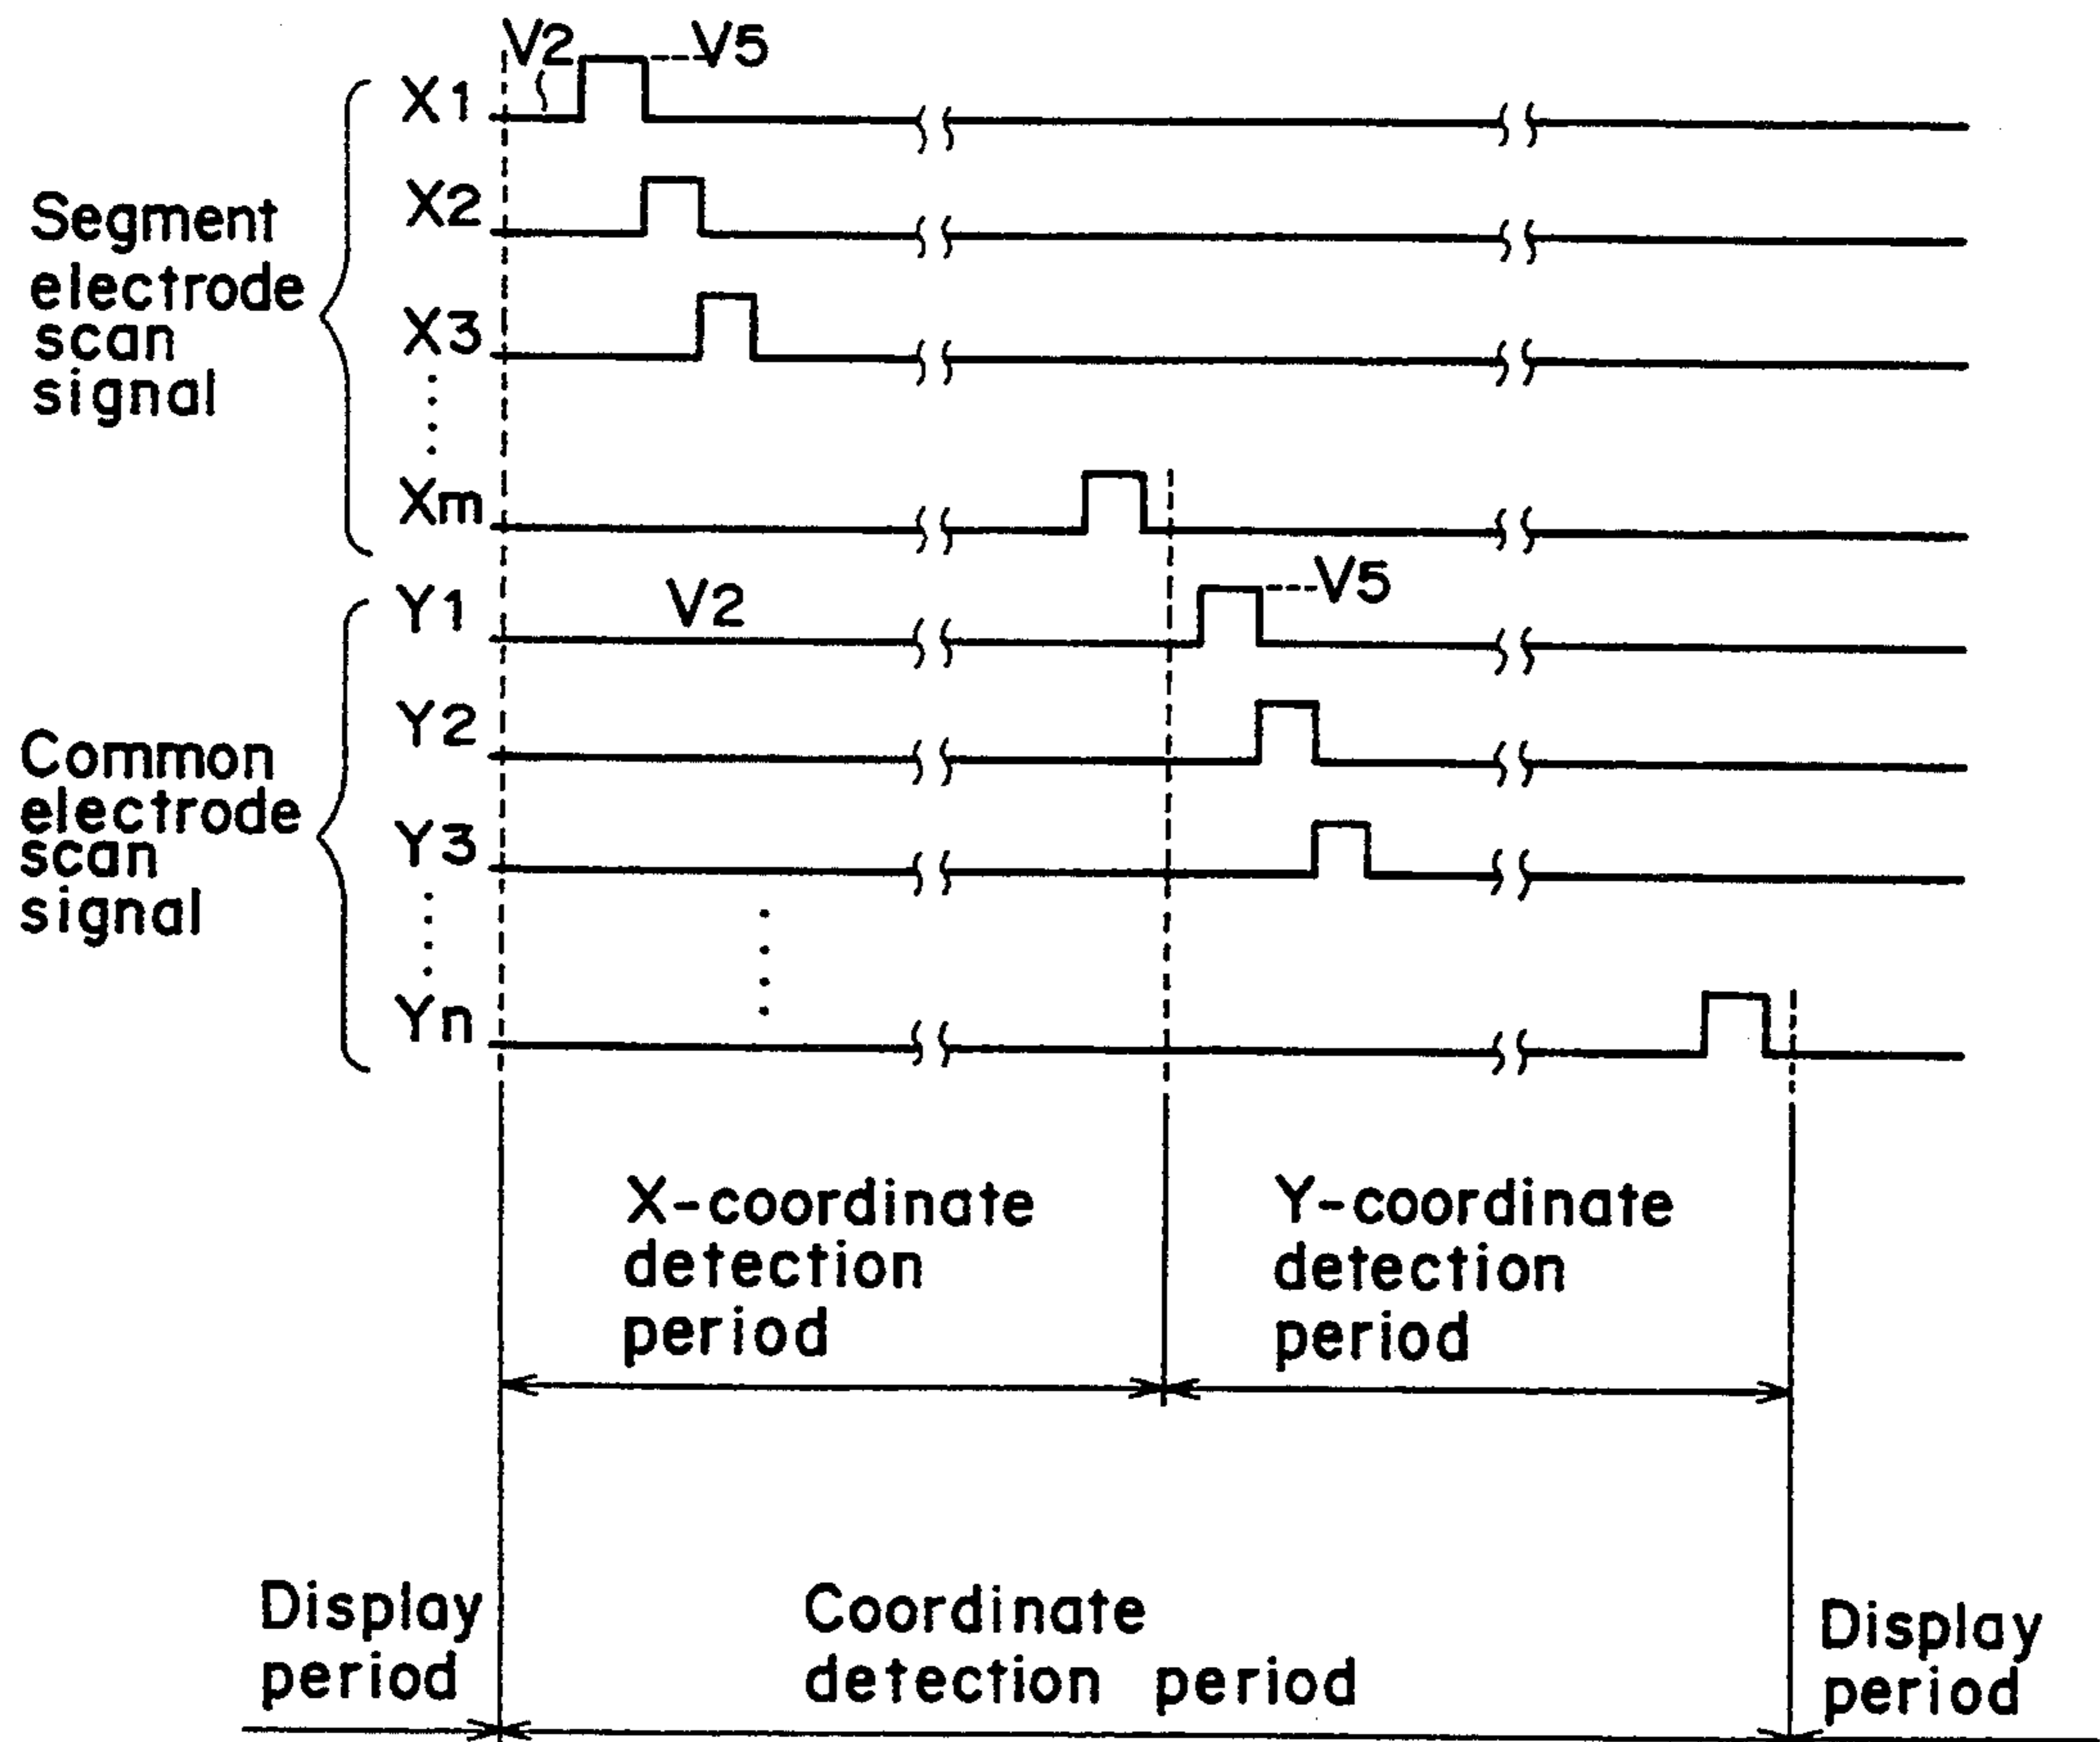 V2
V5
X1
X2
X3
Xm
Segment
electrode
scan
signal
V2
V5
Y1
Y2
Y3
Yn
Common
electrode
scan
signal
X-coordinate
detection
period
Y-coordinate
detection
period
Display
period
Coordinate
detection period
Display
period